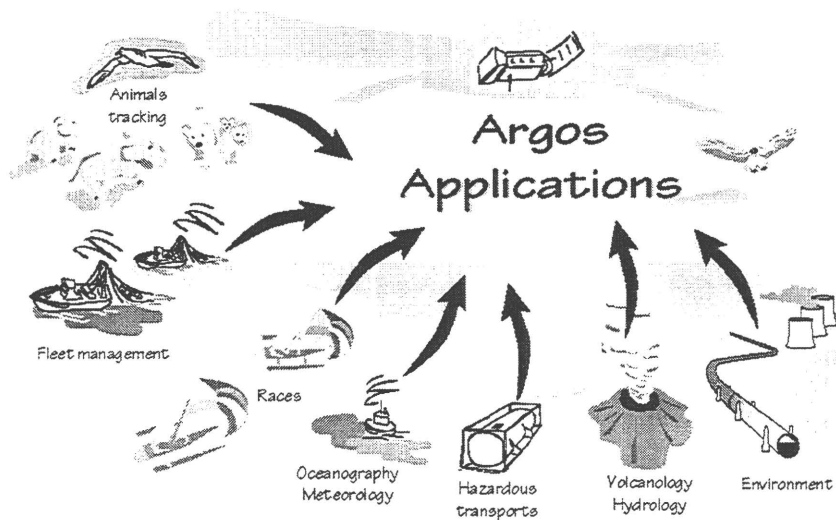 Animals
tracking
Argos
Applications
Fleet management
Races
Oceanography
Meteorology
Hazardous
transports
Volcanology
Hydrology
Environment